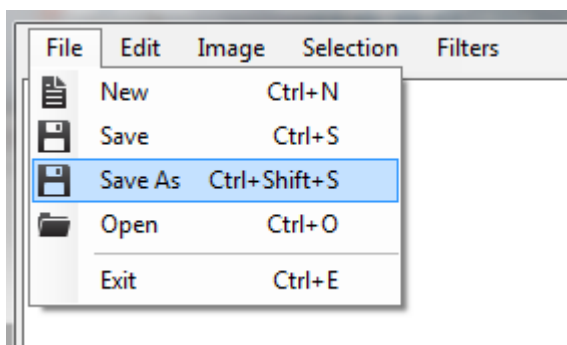 File Edit Image Selection Filters
New Ctrl+N
Save Ctrl+S
Save As Ctrl+Shift+S
Open Ctrl+O
Exit Ctrl+E